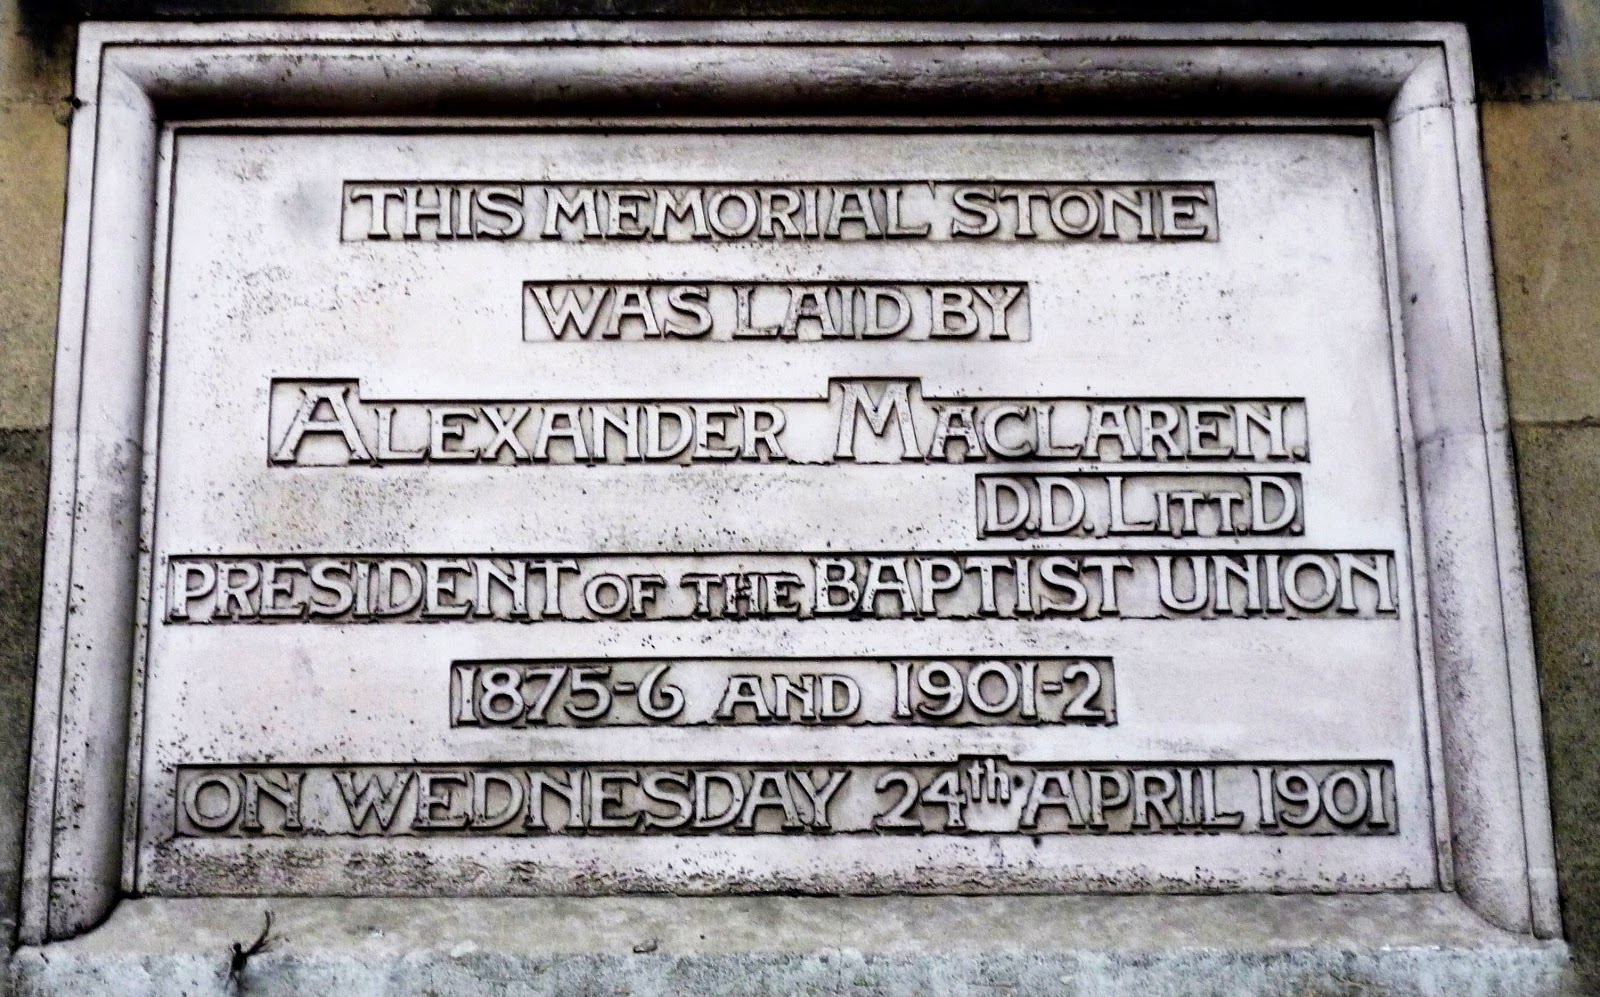 THIS MEMORIAL STONE
WAS LAID BY
ALEXANDER MACLAREN.
D.D. LITT.D.
PRESIDENT OF THE BAPTIST UNION
1875-6 AND 1901-2
ON WEDNESDAY 24th APRIL 1901